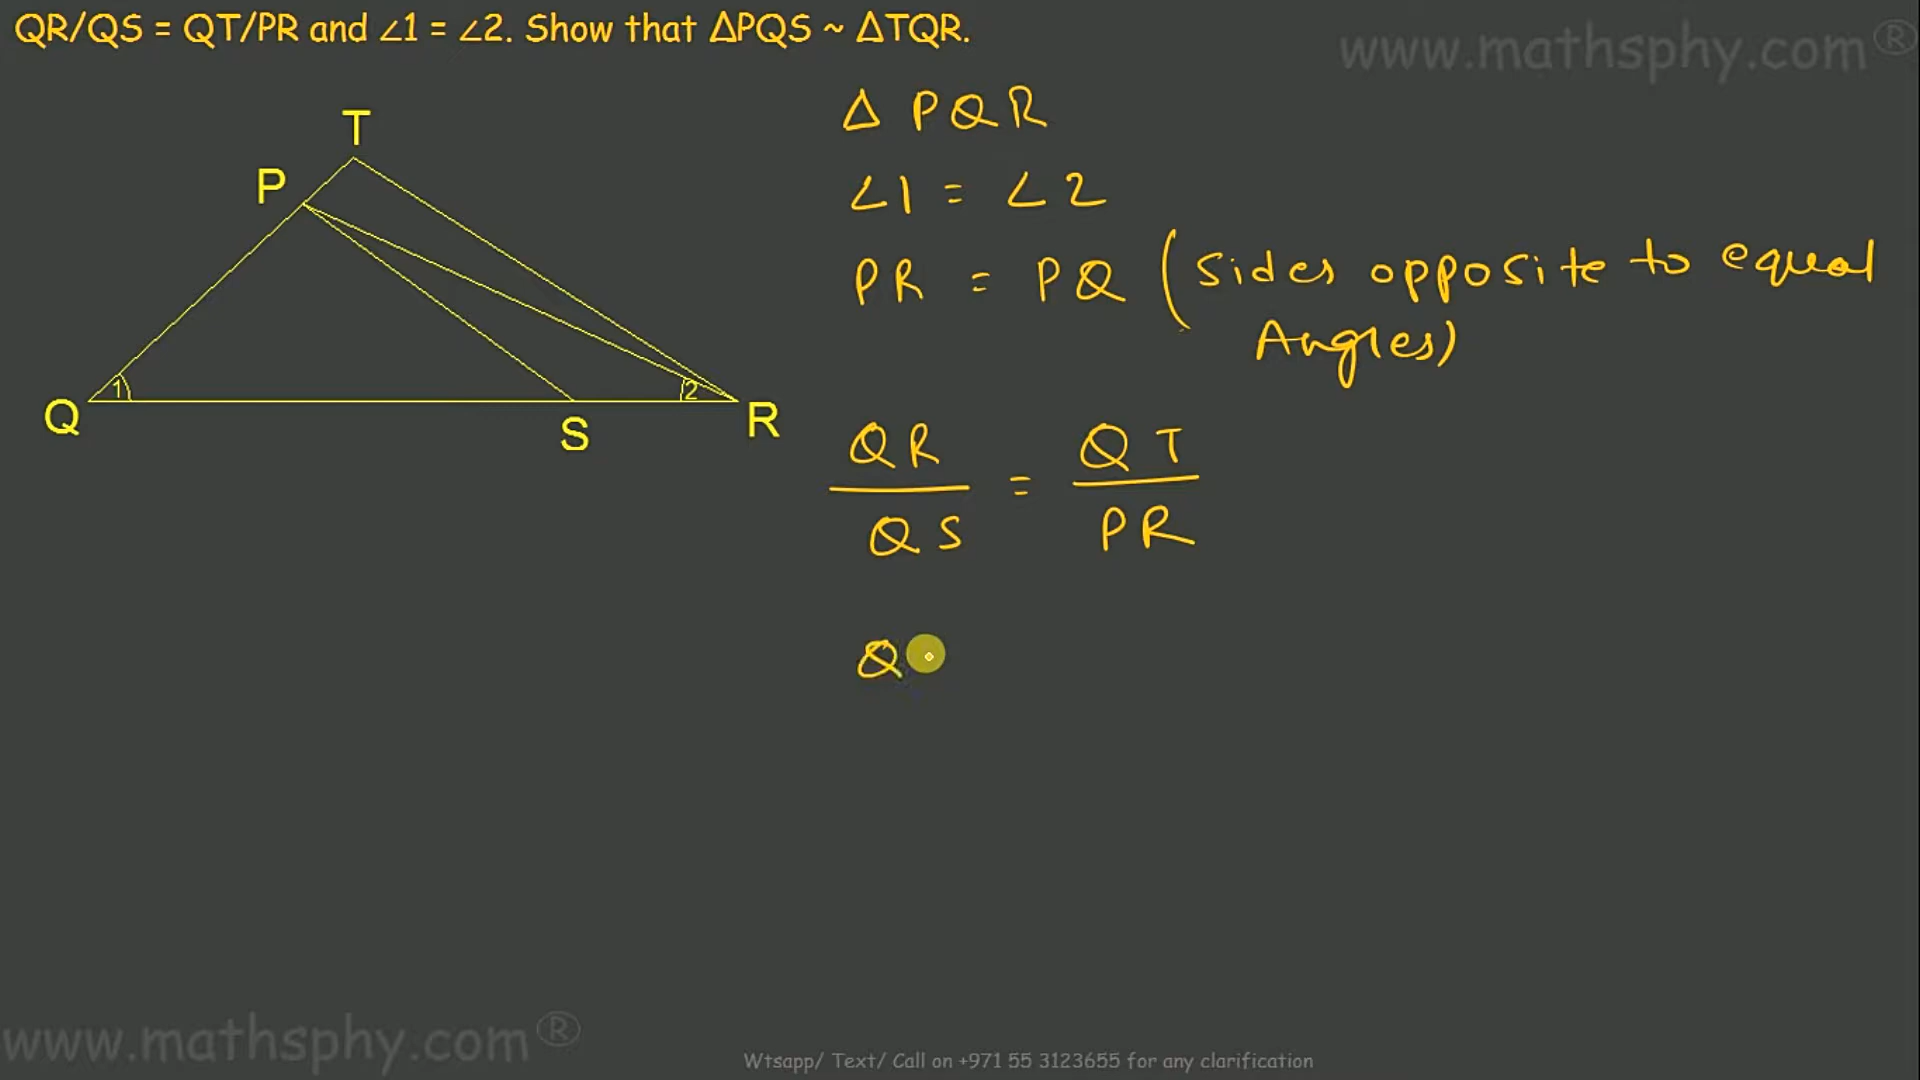 QR/QS = QT/PR and ∠1 = ∠2. Show that ∆PQS ~ ∆TQR.
www.mathsphy.com®
T
P
1
2
Q
S
R
∆ PQR
∠1 = ∠2
PR = PQ (sides opposite to equal
Angles)
QR/QS = QT/PR
Q
www.mathsphy.com®
Wtsapp/ Text/ Call on +971 55 3123655 for any clarification